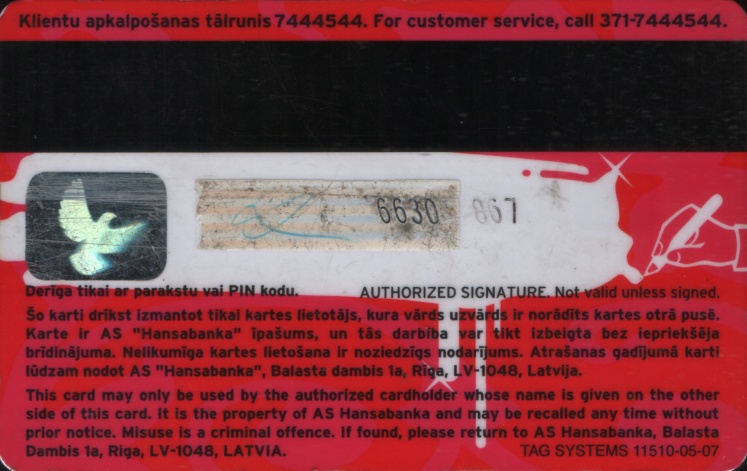 Klientu apkalpošanas tālrunis 7444544. For customer service, call 371-7444544.
6630 867
Derīga tikai ar parakstu vai PIN kodu. AUTHORIZED SIGNATURE. Not valid unless signed.
Šo karti drīkst izmantot tikai kartes lietotājs, kura vārds uzvārds ir norādīts kartes otrā pusē.
Karte ir AS "Hansabanka" īpašums, un tās darbība var tikt izbeigta bez iepriekšēja
brīdinājuma. Nelikumīga kartes lietošana ir noziedzīgs nodarījums. Atrašanas gadījumā karti
lūdzam nodot AS "Hansabanka", Balasta dambis 1a, Rīga, LV-1048, Latvija.
This card may only be used by the authorized cardholder whose name is given on the other
side of this card. It is the property of AS Hansabanka and may be recalled any time without
prior notice. Misuse is a criminal offence. If found, please return to AS Hansabanka, Balasta
Dambis 1a, Riga, LV-1048, LATVIA. TAG SYSTEMS 11510-05-07